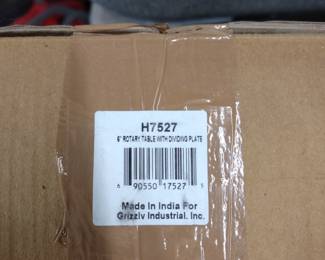 H7527
6" ROTARY TABLE WITH DIVIDING PLATE
6 90550 17527 5
Made in India For
Grizzly Industrial, Inc.